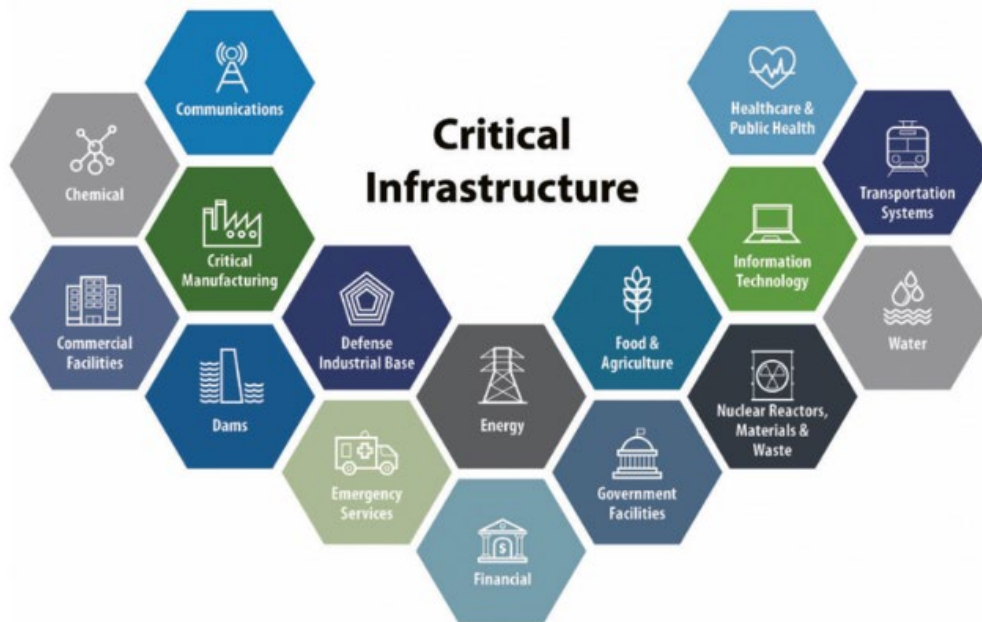 Critical
Infrastructure
Communications
Chemical
Critical
Manufacturing
Commercial
Facilities
Dams
Defense
Industrial Base
Emergency
Services
Energy
Financial
Food &
Agriculture
Government
Facilities
Healthcare &
Public Health
Information
Technology
Nuclear Reactors,
Materials &
Waste
Transportation
Systems
Water
$